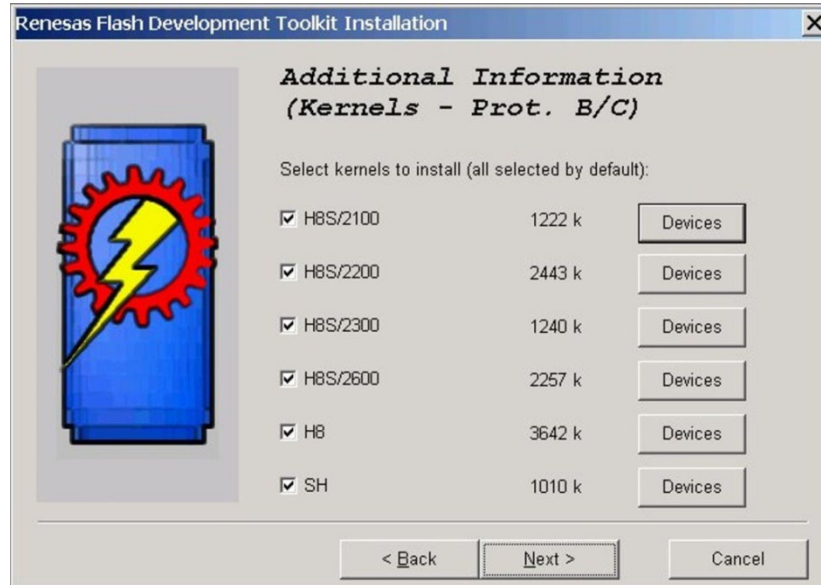 Renesas Flash Development Toolkit Installation
Additional Information
(Kernels - Prot. B/C)
Select kernels to install (all selected by default):
H8S/2100 1222 k Devices
H8S/2200 2443 k Devices
H8S/2300 1240 k Devices
H8S/2600 2257 k Devices
H8 3642 k Devices
SH 1010 k Devices
< Back Next > Cancel